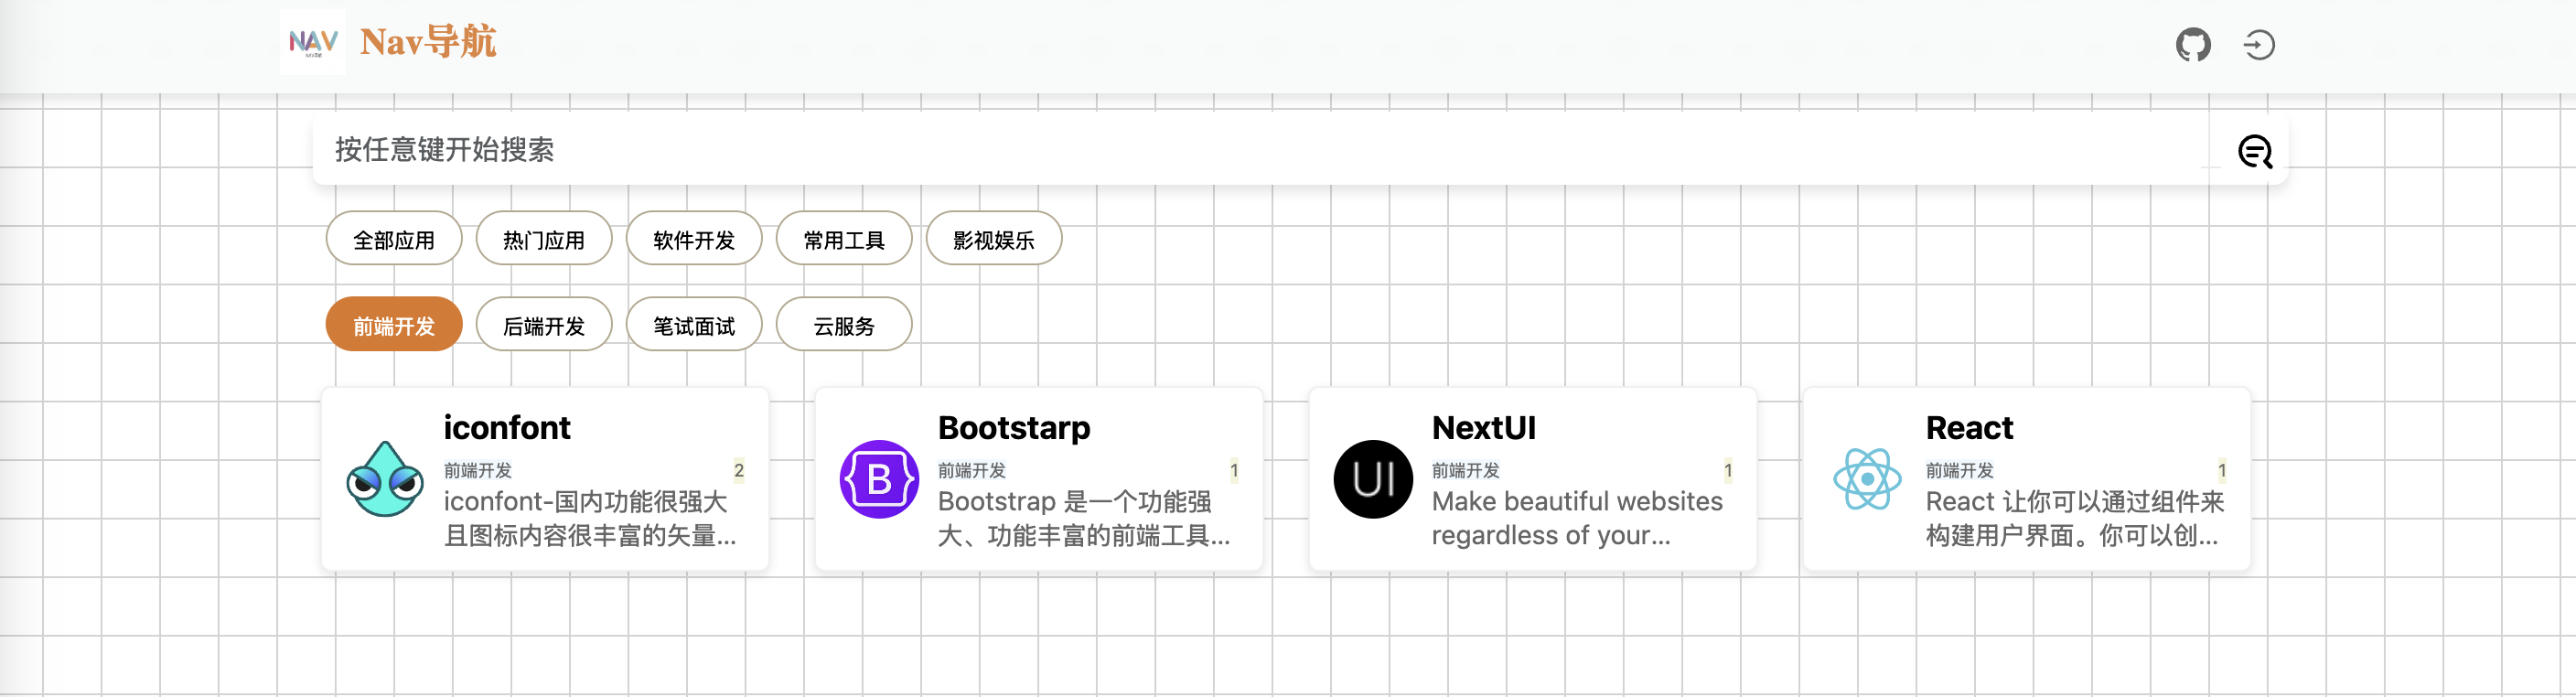 NAV
Nav导航
按任意键开始搜索
全部应用 热门应用 软件开发 常用工具 影视娱乐
前端开发 后端开发 笔试面试 云服务
iconfont
前端开发 2
iconfont-国内功能很强大
且图标内容很丰富的矢量...
B
Bootstarp
前端开发 1
Bootstrap 是一个功能强
大、功能丰富的前端工具...
UI
NextUI
前端开发 1
Make beautiful websites
regardless of your...
React
前端开发 1
React 让你可以通过组件来
构建用户界面。你可以创...